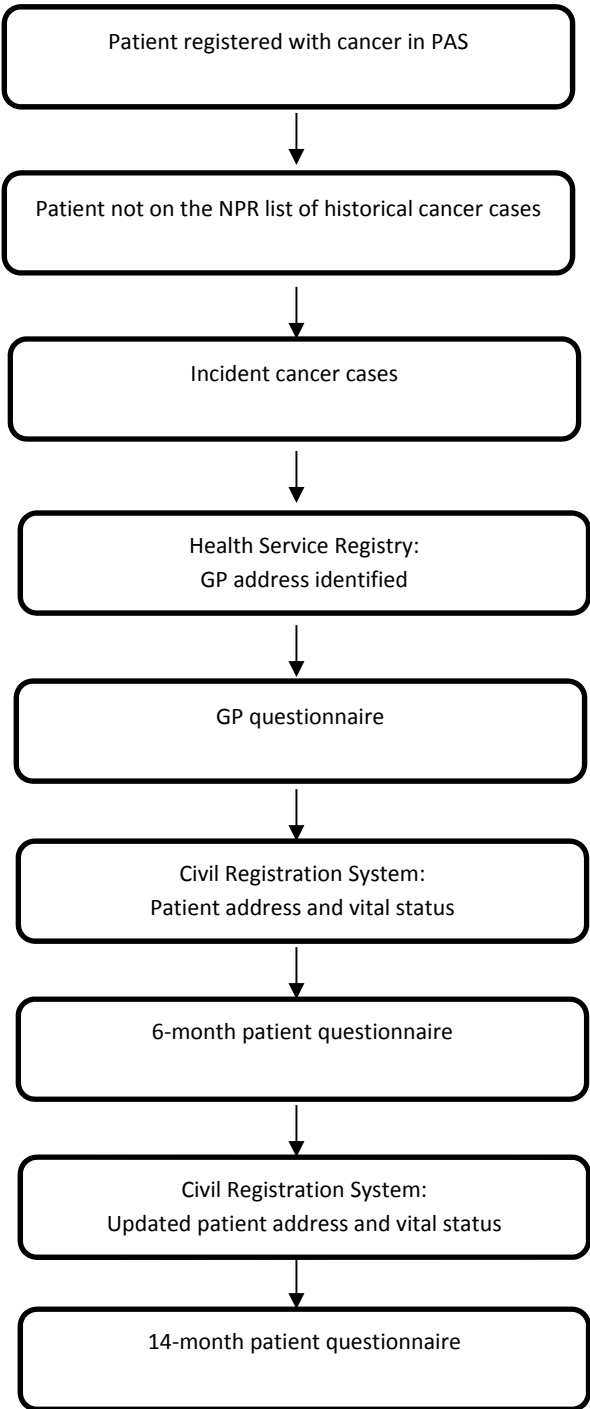 Patient registered with cancer in PAS
Patient not on the NPR list of historical cancer cases
Incident cancer cases
Health Service Registry:
GP address identified
GP questionnaire
Civil Registration System:
Patient address and vital status
6-month patient questionnaire
Civil Registration System:
Updated patient address and vital status
14-month patient questionnaire